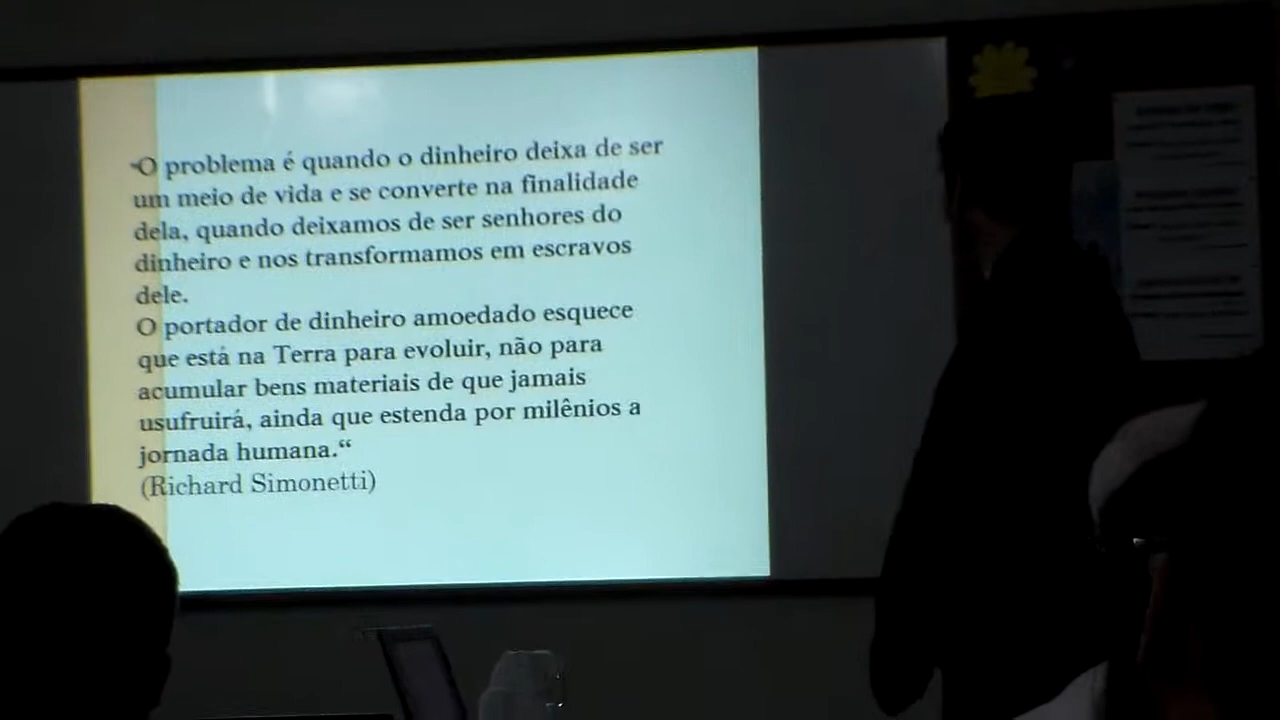 "O problema é quando o dinheiro deixa de ser
um meio de vida e se converte na finalidade
dela, quando deixamos de ser senhores do
dinheiro e nos transformamos em escravos
dele.
O portador de dinheiro amoedado esquece
que está na Terra para evoluir, não para
acumular bens materiais de que jamais
usufruirá, ainda que estenda por milênios a
jornada humana.“
(Richard Simonetti)